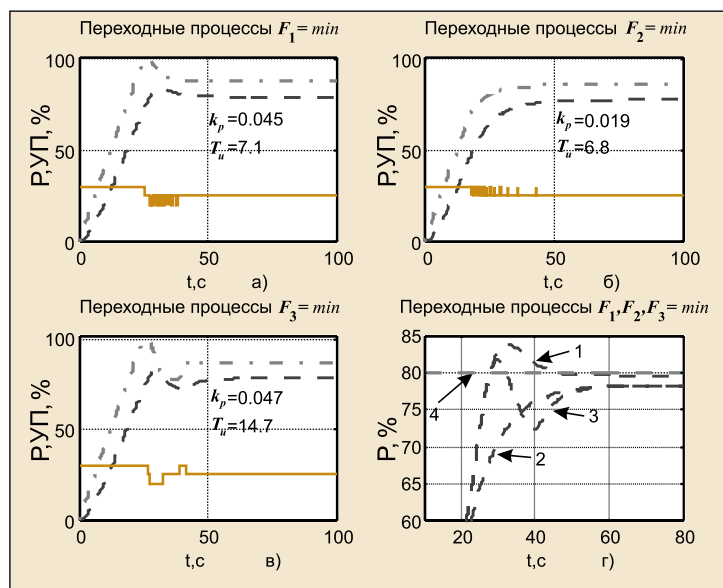 Переходные процессы F1 = min
P,УП, %
100
50
0
kp=0.045
Tu=7.1
0
50
100
t,c
а)
Переходные процессы F2 = min
P,УП, %
100
50
0
kp=0.019
Tu=6.8
0
50
100
t,c
б)
Переходные процессы F3 = min
P,УП, %
100
50
0
kp=0.047
Tu=14.7
0
50
100
t,c
в)
Переходные процессы F1,F2,F3 = min
P, %
85
80
75
70
65
60
1
4
3
2
20
40
60
80
t,c
г)